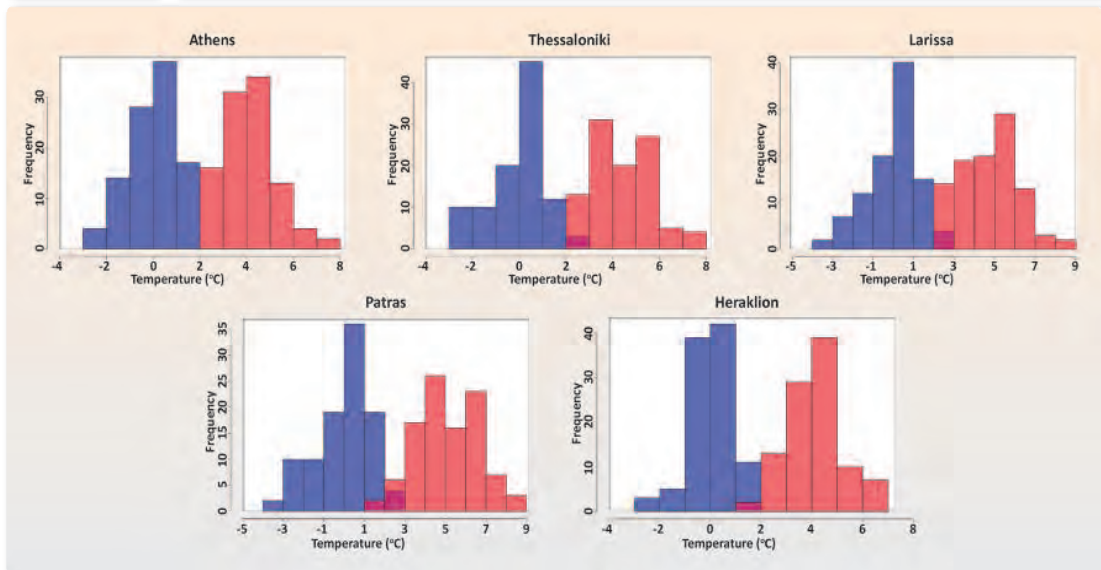 Athens
Thessaloniki
Larissa
Frequency
0 10 20 30
-4 -2 0 2 4 6 8
Temperature (°C)
Frequency
0 10 20 30 40
-4 -2 0 2 4 6 8
Temperature (°C)
Frequency
0 10 20 30 40
-5 -3 -1 1 3 5 7 9
Temperature (°C)
Patras
Heraklion
Frequency
0 5 10 15 20 25 30 35
-5 -3 -1 1 3 5 7 9
Temperature (°C)
Frequency
0 10 20 30 40
-4 -2 0 2 4 6 8
Temperature (°C)